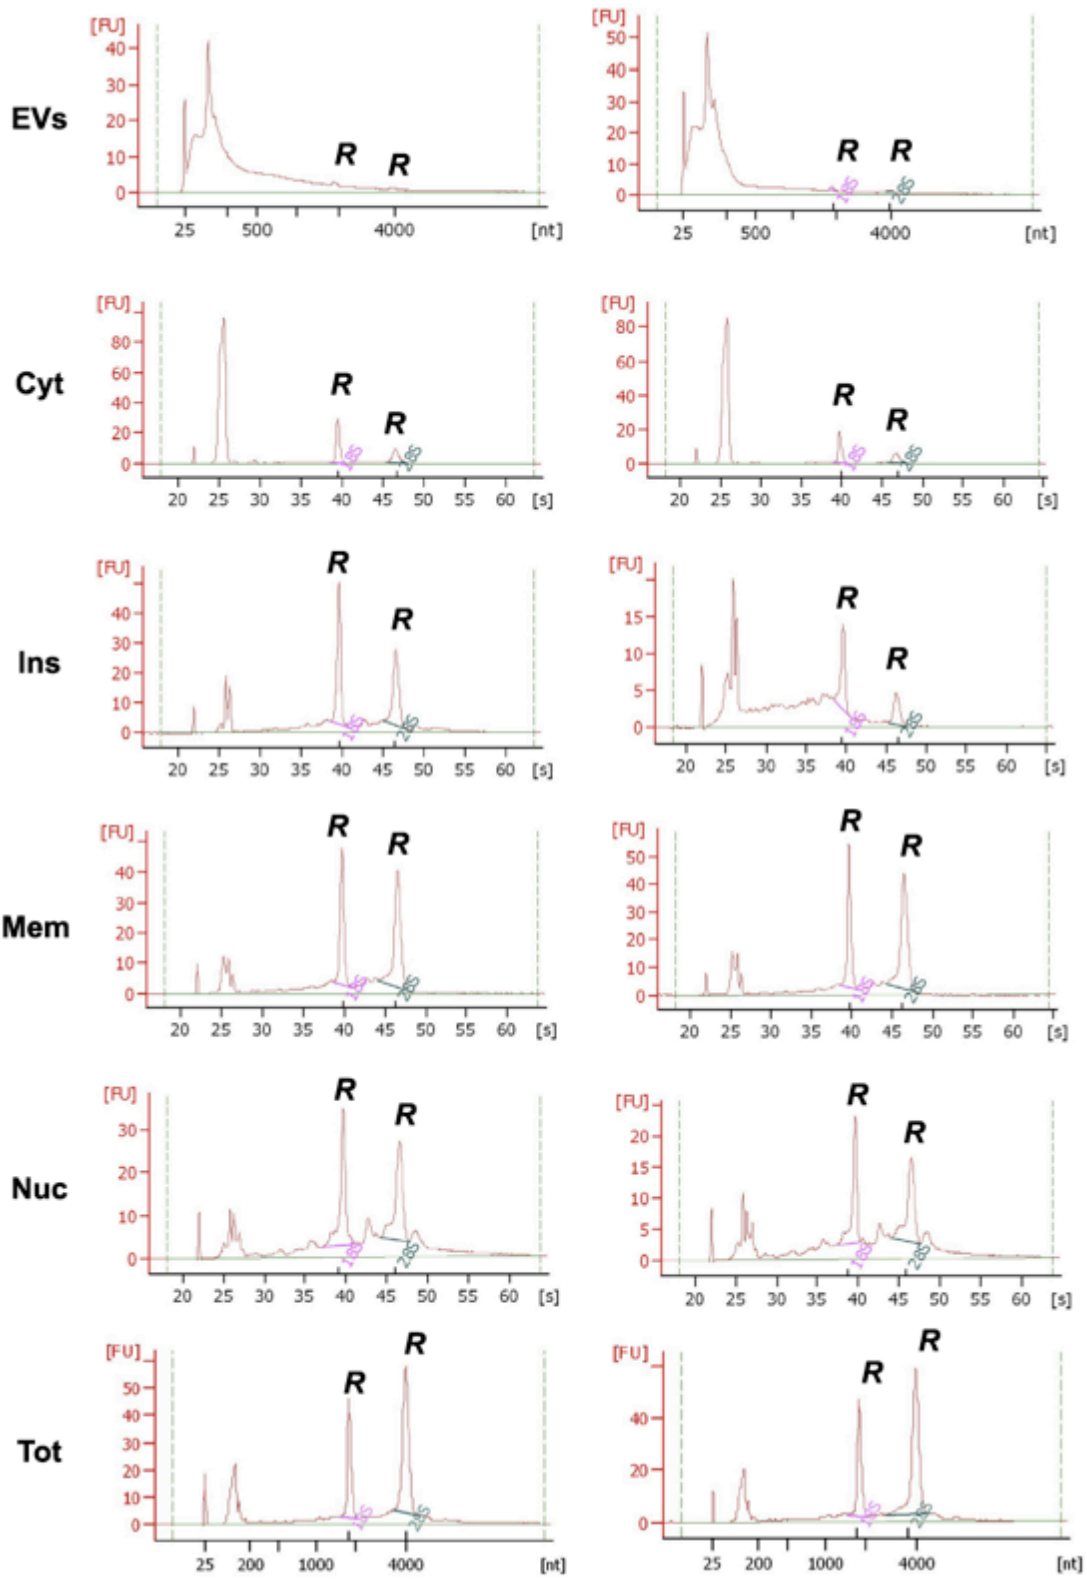 [FU] [FU]
EVs
40 30 20 10 0 R R
50 40 30 20 10 0 R R 18S 28S
25 500 4000 [nt]
25 500 4000 [nt]
[FU] [FU]
Cyt
80 60 40 20 0 R R 18S 28S
80 60 40 20 0 R R 18S 28S
20 25 30 35 40 45 50 55 60 [s]
20 25 30 35 40 45 50 55 60 [s]
[FU] [FU]
Ins
40 30 20 10 0 R R 18S 28S
15 10 5 0 R R 18S 28S
20 25 30 35 40 45 50 55 60 [s]
20 25 30 35 40 45 50 55 60 [s]
[FU] [FU]
Mem
40 30 20 10 0 R R 18S 28S
50 40 30 20 10 0 R R 18S 28S
20 25 30 35 40 45 50 55 60 [s]
20 25 30 35 40 45 50 55 60 [s]
[FU] [FU]
Nuc
30 20 10 0 R R 18S 28S
20 15 10 5 0 R R 18S 28S
20 25 30 35 40 45 50 55 60 [s]
20 25 30 35 40 45 50 55 60 [s]
[FU] [FU]
Tot
50 40 30 20 10 0 R R 18S 28S
40 20 0 R R 18S 28S
25 200 1000 4000 [nt]
25 200 1000 4000 [nt]